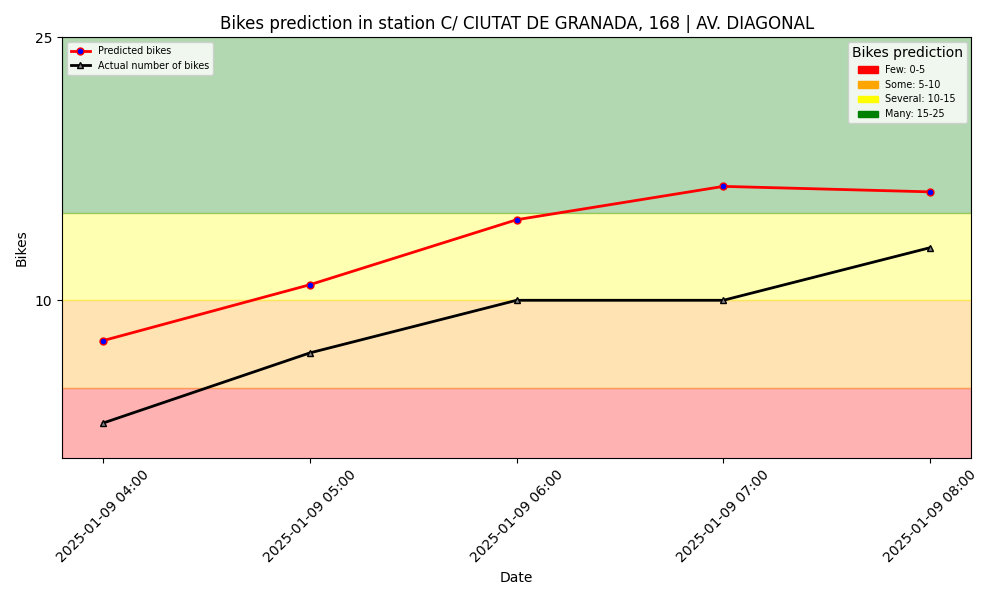 Bikes prediction in station C/ CIUTAT DE GRANADA, 168 | AV. DIAGONAL
25
10
Bikes
Predicted bikes
Actual number of bikes
Bikes prediction
Few: 0-5
Some: 5-10
Several: 10-15
Many: 15-25
2025-01-09 04:00
2025-01-09 05:00
2025-01-09 06:00
2025-01-09 07:00
2025-01-09 08:00
Date